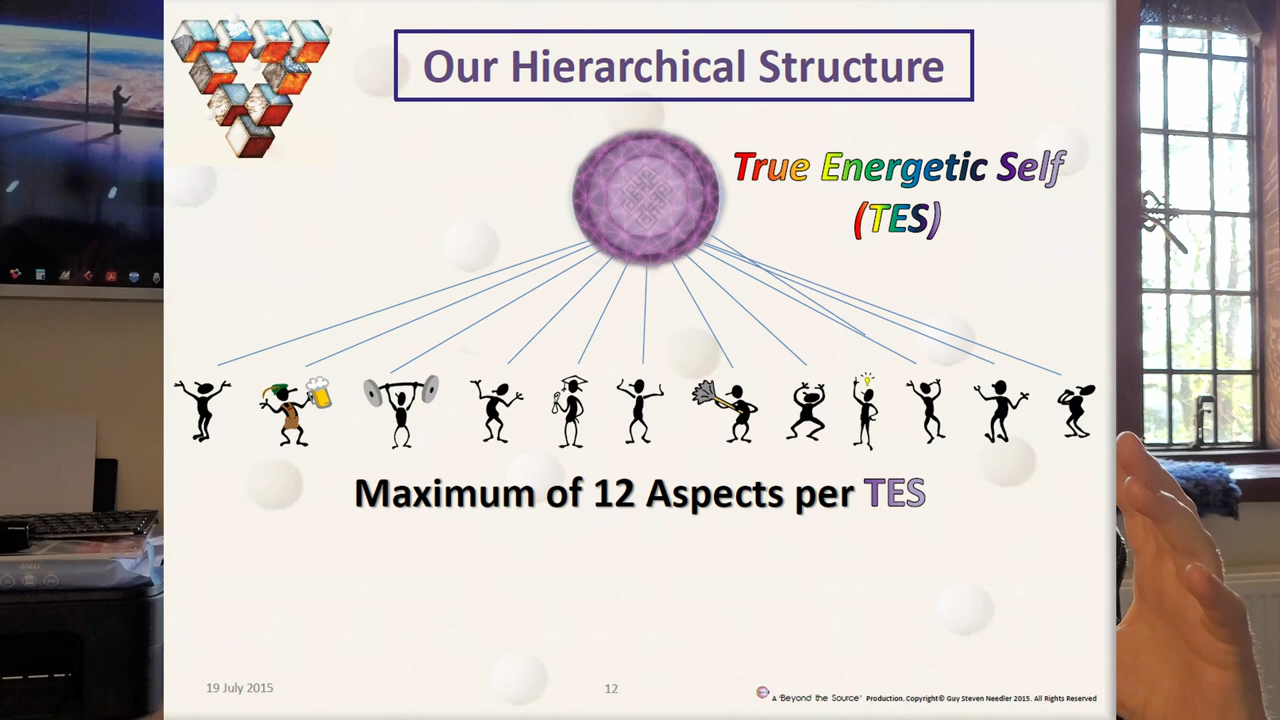 Our Hierarchical Structure
True Energetic Self
(TES)
Maximum of 12 Aspects per TES
19 July 2015
12
A 'Beyond the Source' Production. Copyright© Guy Steven Needler 2015. All Rights Reserved